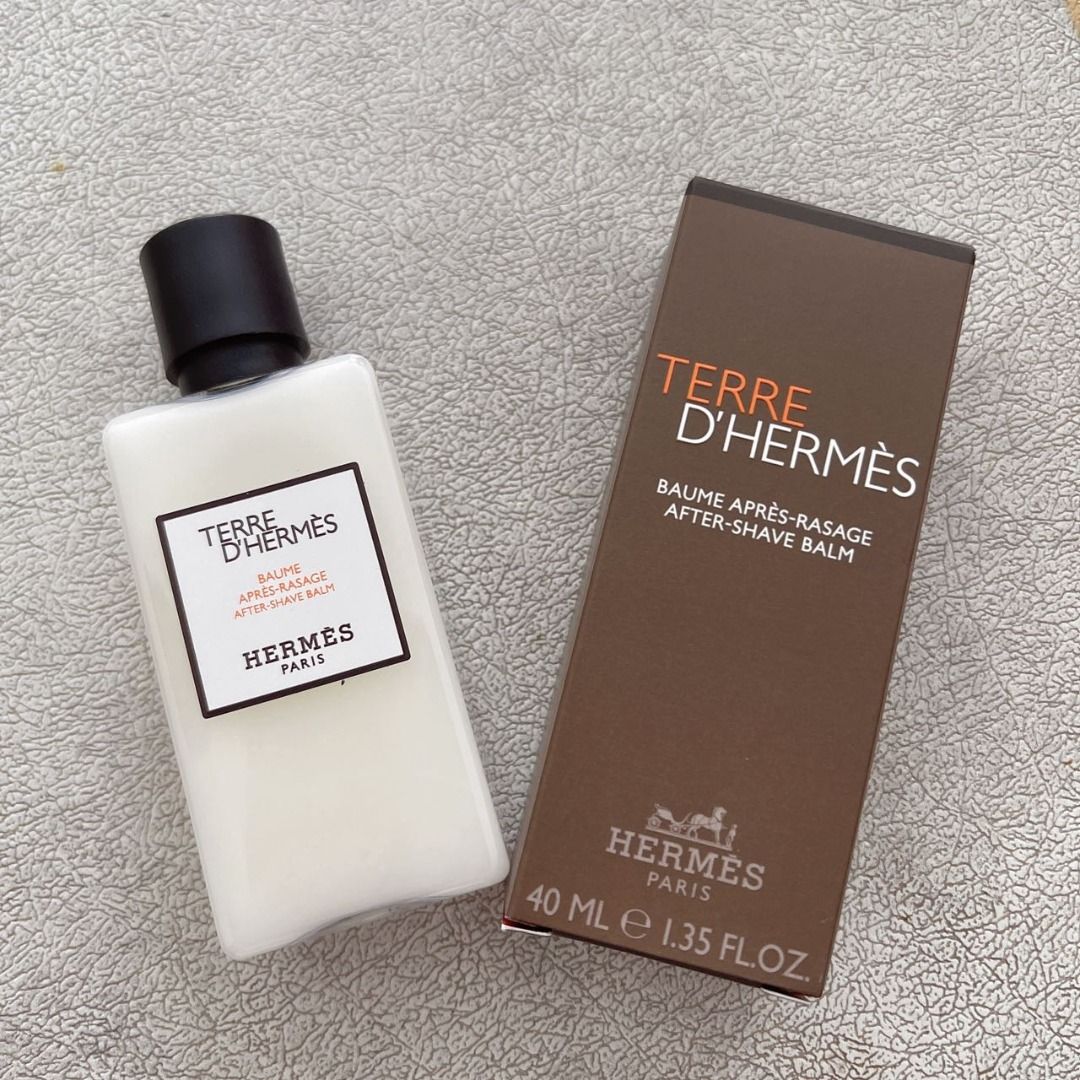 TERRE
D'HERMÈS
BAUME
APRÈS-RASAGE
AFTER-SHAVE BALM
HERMÈS
PARIS
TERRE
D'HERMÈS
BAUME APRÈS-RASAGE
AFTER-SHAVE BALM
HERMÈS
PARIS
40 ML ℮ 1.35 FL.OZ.